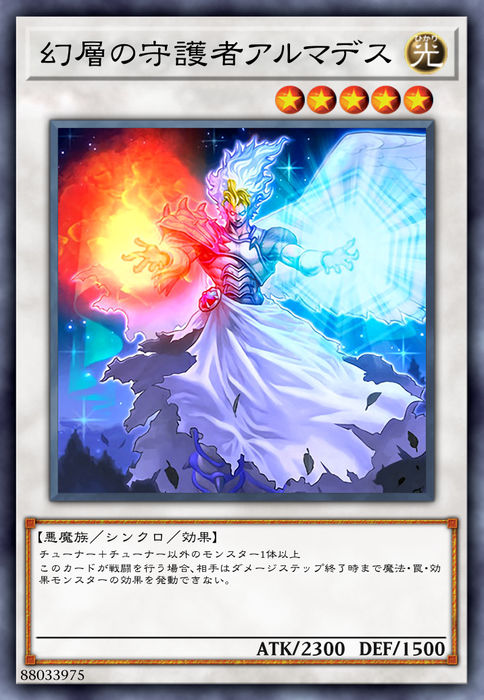 幻層の守護者アルマデス
ひかり
光
【悪魔族／シンクロ／効果】
チューナー＋チューナー以外のモンスター1体以上
このカードが戦闘を行う場合、相手はダメージステップ終了時まで魔法・罠・効
果モンスターの効果を発動できない。
ATK/2300 DEF/1500
88033975